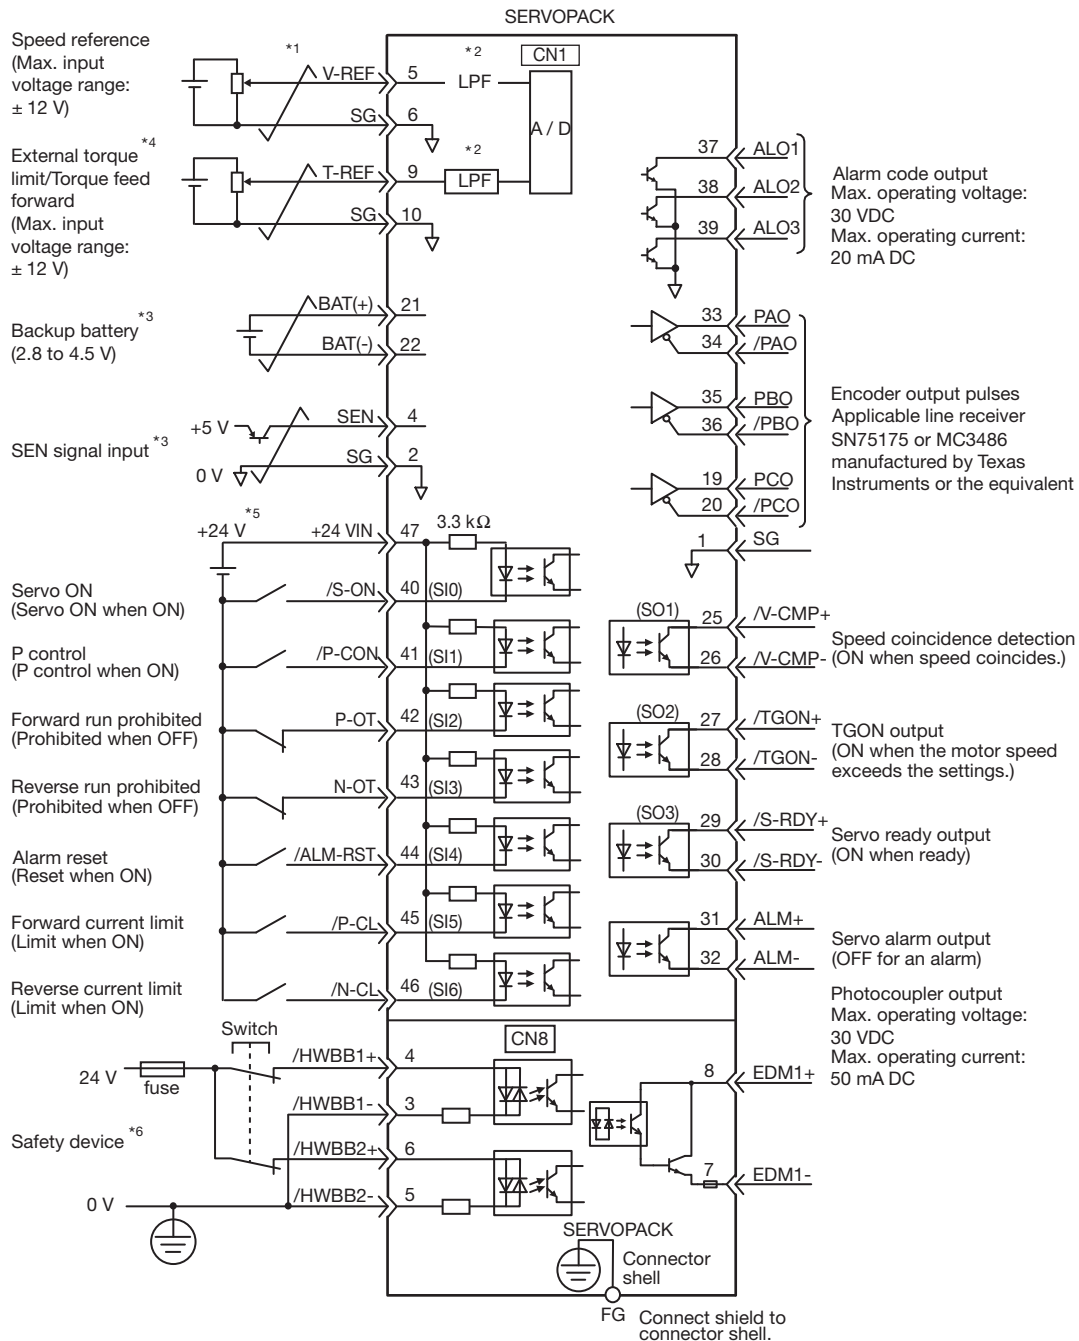 SERVOPACK
Speed reference
(Max. input
voltage range:
± 12 V)
*1
V-REF
5
*2
LPF
CN1
A / D
SG
6
External torque *4
limit/Torque feed
forward
(Max. input
voltage range:
± 12 V)
T-REF
9
*2
LPF
SG
10
37
ALO1
38
ALO2
39
ALO3
Alarm code output
Max. operating voltage:
30 VDC
Max. operating current:
20 mA DC
Backup battery *3
(2.8 to 4.5 V)
BAT(+)
21
BAT(-)
22
33
PAO
34
/PAO
35
PBO
36
/PBO
19
PCO
20
/PCO
Encoder output pulses
Applicable line receiver
SN75175 or MC3486
manufactured by Texas
Instruments or the equivalent
1
SG
SEN signal input *3
+5 V
SEN
4
0 V
SG
2
+24 V *5
+24 VIN
47
3.3 kΩ
Servo ON
(Servo ON when ON)
/S-ON
40
(SI0)
P control
(P control when ON)
/P-CON
41
(SI1)
Forward run prohibited
(Prohibited when OFF)
P-OT
42
(SI2)
Reverse run prohibited
(Prohibited when OFF)
N-OT
43
(SI3)
Alarm reset
(Reset when ON)
/ALM-RST
44
(SI4)
Forward current limit
(Limit when ON)
/P-CL
45
(SI5)
Reverse current limit
(Limit when ON)
/N-CL
46
(SI6)
(SO1)
25
/V-CMP+
26
/V-CMP-
Speed coincidence detection
(ON when speed coincides.)
(SO2)
27
/TGON+
28
/TGON-
TGON output
(ON when the motor speed
exceeds the settings.)
(SO3)
29
/S-RDY+
30
/S-RDY-
Servo ready output
(ON when ready)
31
ALM+
32
ALM-
Servo alarm output
(OFF for an alarm)
Photocoupler output
Max. operating voltage:
30 VDC
Max. operating current:
50 mA DC
Switch
24 V
fuse
Safety device *6
0 V
CN8
/HWBB1+
4
/HWBB1-
3
/HWBB2+
6
/HWBB2-
5
8
EDM1+
7
EDM1-
SERVOPACK
Connector
shell
FG
Connect shield to
connector shell.